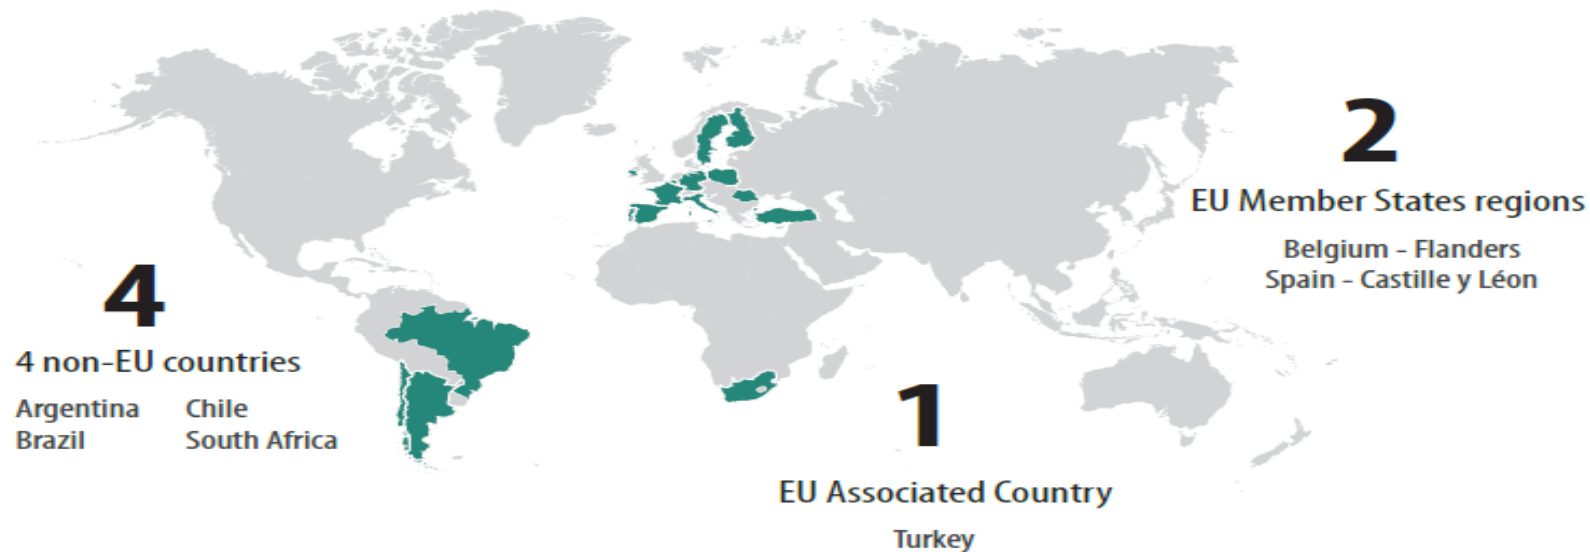 2
EU Member States regions
Belgium - Flanders
Spain - Castille y Léon
4
4 non-EU countries
Argentina Chile
Brazil South Africa
1
EU Associated Country
Turkey